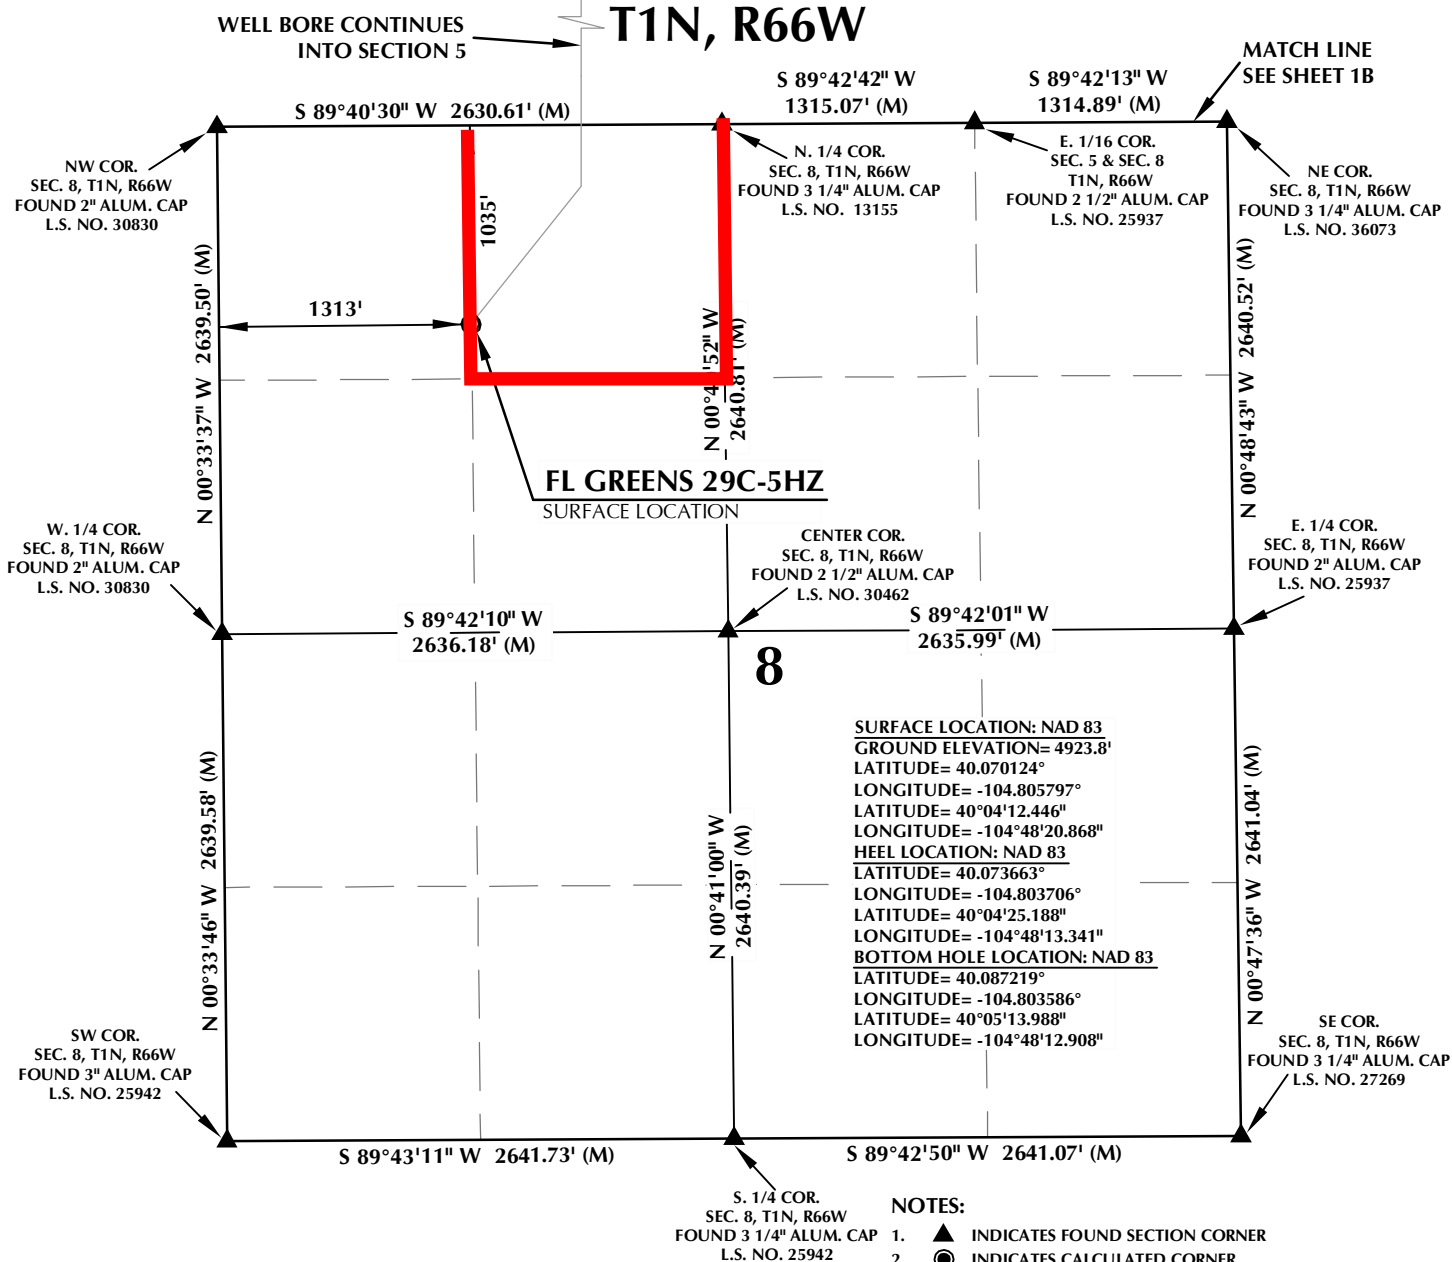 T1N, R66W
WELL BORE CONTINUES
INTO SECTION 5
MATCH LINE
SEE SHEET 1B
S 89°40'30" W 2630.61' (M)
S 89°42'42" W
1315.07' (M)
S 89°42'13" W
1314.89' (M)
NW COR.
SEC. 8, T1N, R66W
FOUND 2" ALUM. CAP
L.S. NO. 30830
N. 1/4 COR.
SEC. 8, T1N, R66W
FOUND 3 1/4" ALUM. CAP
L.S. NO. 13155
E. 1/16 COR.
SEC. 5 & SEC. 8
T1N, R66W
FOUND 2 1/2" ALUM. CAP
L.S. NO. 25937
NE COR.
SEC. 8, T1N, R66W
FOUND 3 1/4" ALUM. CAP
L.S. NO. 36073
1035'
1313'
N 00°33'37" W 2639.50' (M)
2640.81' (M)
N 00°48'43" W 2640.52' (M)
FL GREENS 29C-5HZ
SURFACE LOCATION
W. 1/4 COR.
SEC. 8, T1N, R66W
FOUND 2" ALUM. CAP
L.S. NO. 30830
CENTER COR.
SEC. 8, T1N, R66W
FOUND 2 1/2" ALUM. CAP
L.S. NO. 30462
E. 1/4 COR.
SEC. 8, T1N, R66W
FOUND 2" ALUM. CAP
L.S. NO. 25937
S 89°42'10" W
2636.18' (M)
S 89°42'01" W
2635.99' (M)
8
SURFACE LOCATION: NAD 83
GROUND ELEVATION= 4923.8'
LATITUDE= 40.070124°
LONGITUDE= -104.805797°
LATITUDE= 40°04'12.446"
LONGITUDE= -104°48'20.868"
HEEL LOCATION: NAD 83
LATITUDE= 40.073663°
LONGITUDE= -104.803706°
LATITUDE= 40°04'25.188"
LONGITUDE= -104°48'13.341"
BOTTOM HOLE LOCATION: NAD 83
LATITUDE= 40.087219°
LONGITUDE= -104.803586°
LATITUDE= 40°05'13.988"
LONGITUDE= -104°48'12.908"
N 00°33'46" W 2639.58' (M)
N 00°41'00" W
2640.39' (M)
N 00°47'36" W 2641.04' (M)
SW COR.
SEC. 8, T1N, R66W
FOUND 3" ALUM. CAP
L.S. NO. 25942
SE COR.
SEC. 8, T1N, R66W
FOUND 3 1/4" ALUM. CAP
L.S. NO. 27269
S 89°43'11" W 2641.73' (M)
S 89°42'50" W 2641.07' (M)
S. 1/4 COR.
SEC. 8, T1N, R66W
FOUND 3 1/4" ALUM. CAP
L.S. NO. 25942
NOTES:
1. INDICATES FOUND SECTION CORNER
2. INDICATES CALCULATED CORNER